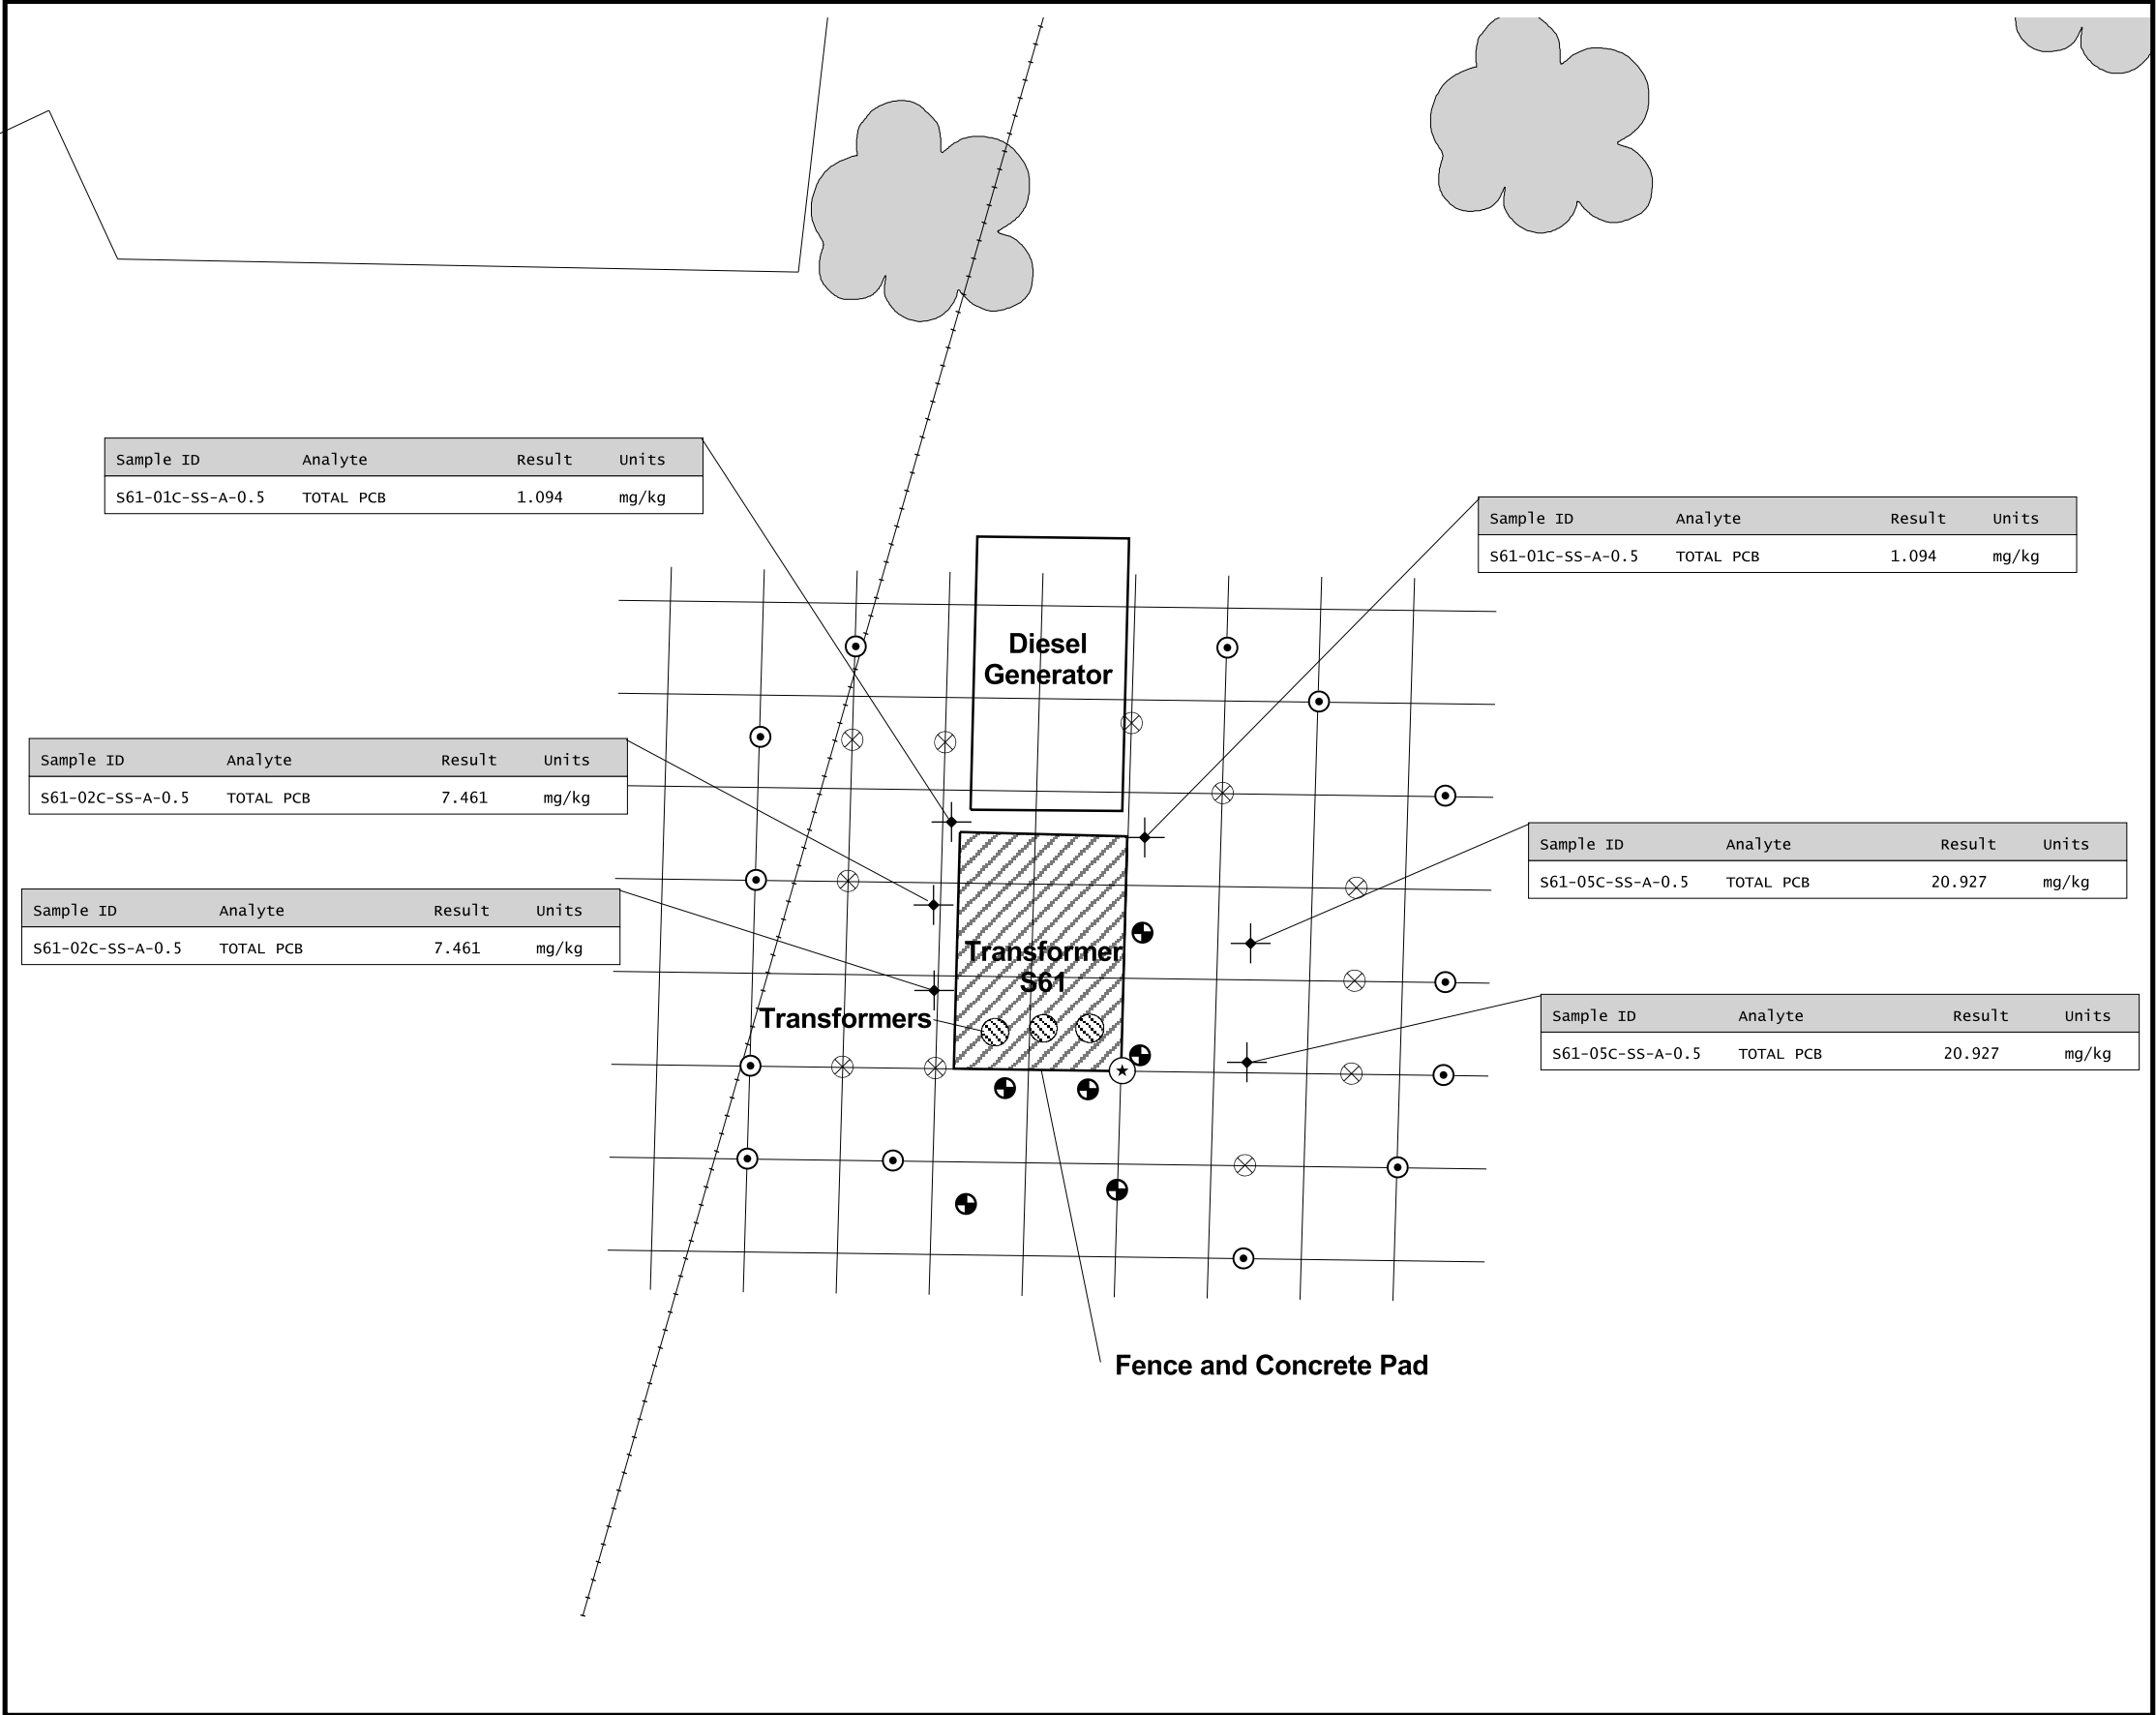 Sample ID Analyte Result Units
S61-01C-SS-A-0.5 TOTAL PCB 1.094 mg/kg
Sample ID Analyte Result Units
S61-01C-SS-A-0.5 TOTAL PCB 1.094 mg/kg
Diesel
Generator
Sample ID Analyte Result Units
S61-02C-SS-A-0.5 TOTAL PCB 7.461 mg/kg
Sample ID Analyte Result Units
S61-05C-SS-A-0.5 TOTAL PCB 20.927 mg/kg
Sample ID Analyte Result Units
S61-02C-SS-A-0.5 TOTAL PCB 7.461 mg/kg
Transformer
S61
Transformers
Sample ID Analyte Result Units
S61-05C-SS-A-0.5 TOTAL PCB 20.927 mg/kg
Fence and Concrete Pad